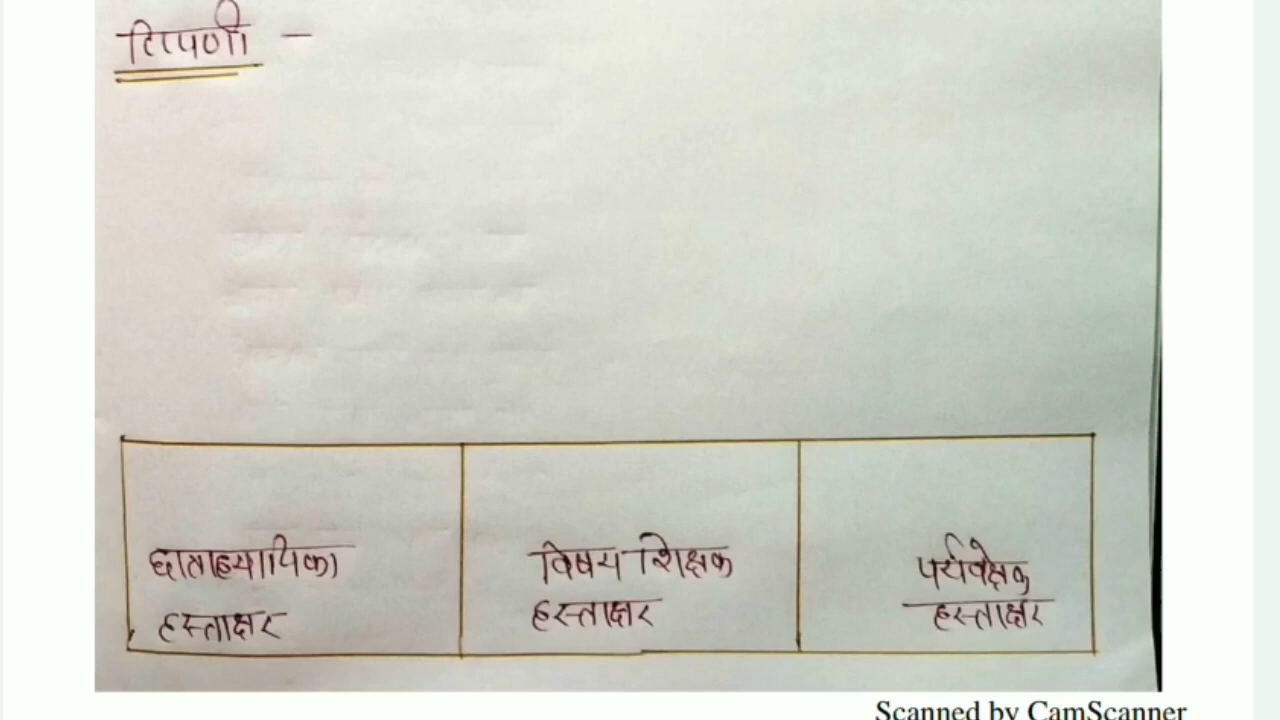 टिप्पणी –
छात्राध्यापिका
हस्ताक्षर
विषय शिक्षक
हस्ताक्षर
पर्यवेक्षक
हस्ताक्षर
Scanned by CamScanner